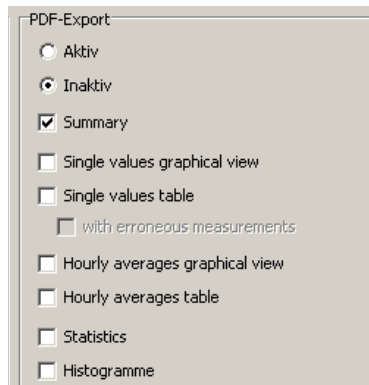 PDF-Export
Aktiv
Inaktiv
Summary
Single values graphical view
Single values table
with erroneous measurements
Hourly averages graphical view
Hourly averages table
Statistics
Histogramme